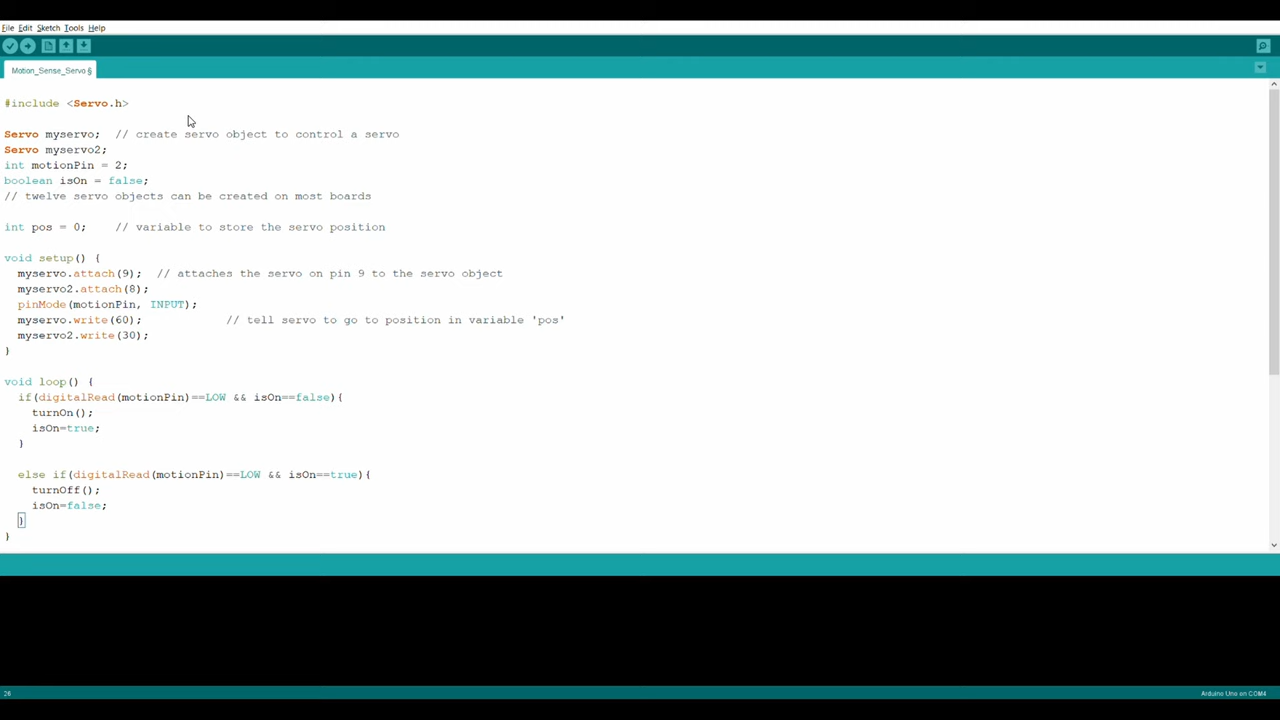 File Edit Sketch Tools Help
Motion_Sense_Servo §
#include <Servo.h>
Servo myservo;  // create servo object to control a servo
Servo myservo2;
int motionPin = 2;
boolean isOn = false;
// twelve servo objects can be created on most boards
int pos = 0;    // variable to store the servo position
void setup() {
  myservo.attach(9);  // attaches the servo on pin 9 to the servo object
  myservo2.attach(8);
  pinMode(motionPin, INPUT);
  myservo.write(60);            // tell servo to go to position in variable 'pos'
  myservo2.write(30);
}
void loop() {
  if(digitalRead(motionPin)==LOW && isOn==false){
    turnOn();
    isOn=true;
  }
  else if(digitalRead(motionPin)==LOW && isOn==true){
    turnOff();
    isOn=false;
  }
}
26 Arduino Uno on COM4